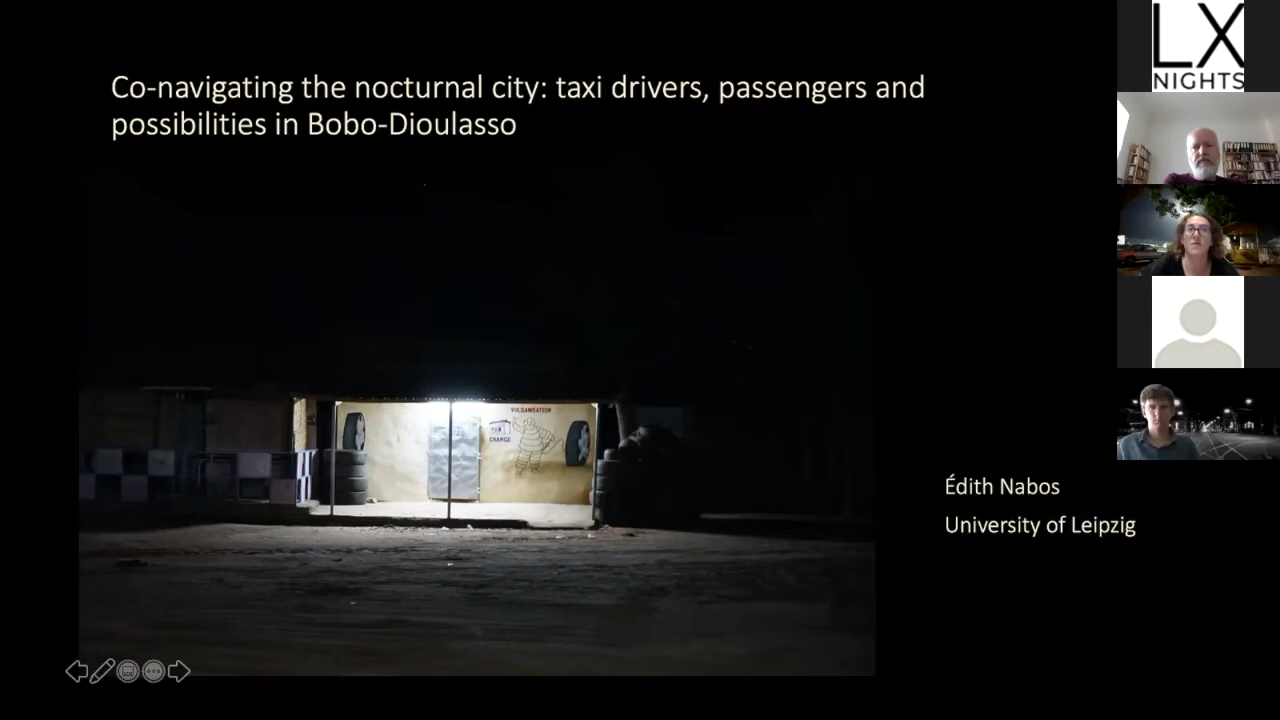 Co-navigating the nocturnal city: taxi drivers, passengers and
possibilities in Bobo-Dioulasso
LX
NIGHTS
VULGANISATEUR
CHARGE
Édith Nabos
University of Leipzig